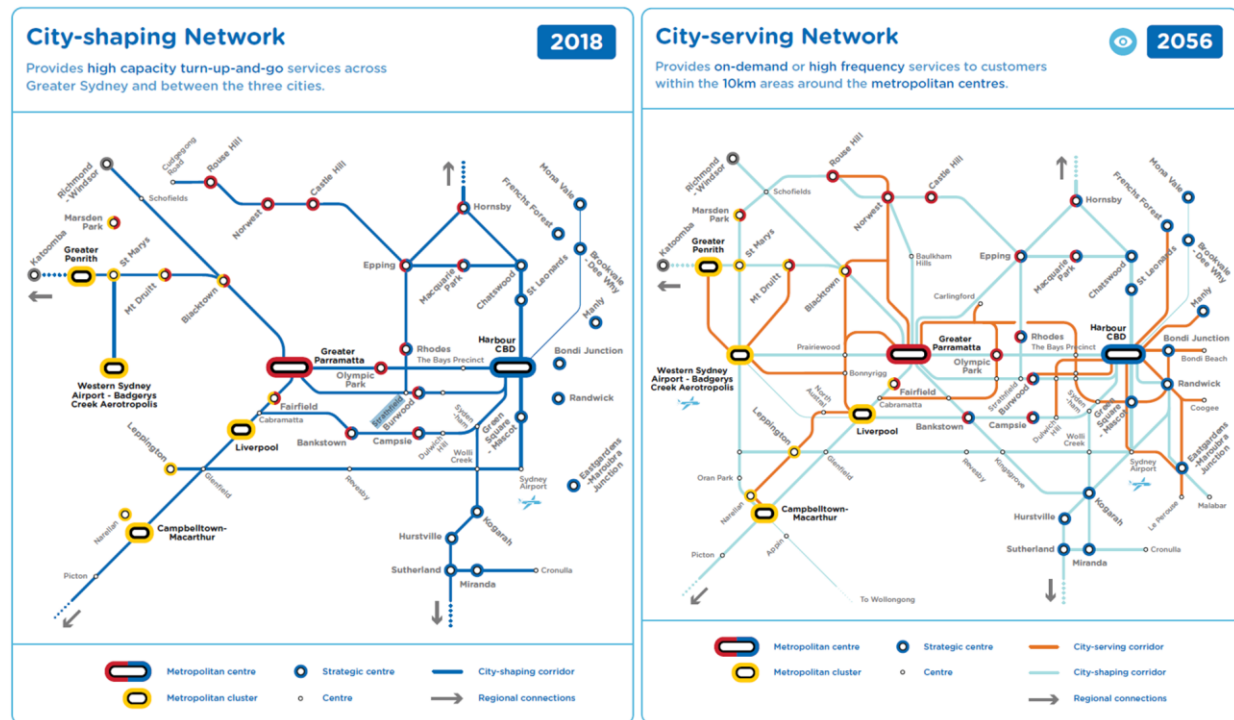 City-shaping Network
2018
Provides high capacity turn-up-and-go services across
Greater Sydney and between the three cities.
Richmond
- Windsor
Cudgegong
Road
Rouse Hill
Schofields
Norwest
Castle Hill
Marsden
Park
Katoomba
Greater
Penrith
St Marys
Mt Druitt
Blacktown
Epping
Hornsby
Macquarie
Park
Chatswood
St Leonards
Frenchs Forest
Mona Vale
Brookvale
- Dee Why
Manly
Harbour
CBD
Bondi Junction
Randwick
Western Sydney
Airport - Badgerys
Creek Aerotropolis
Greater
Parramatta
Olympic
Park
Rhodes
The Bays Precinct
Fairfield
Cabramatta
Strathfield
Burwood
Syden
-ham
Green
Square
- Mascot
Liverpool
Bankstown
Campsie
Dulwich
Hill
Wolli
Creek
Leppington
Glenfield
Revesby
Sydney
Airport
Eastgardens
-Maroubra
Junction
Narellan
Campbelltown-
Macarthur
Kogarah
Hurstville
Sutherland
Miranda
Cronulla
Picton
Metropolitan centre
Strategic centre
City-shaping corridor
Metropolitan cluster
Centre
Regional connections
City-serving Network
2056
Provides on-demand or high frequency services to customers
within the 10km areas around the metropolitan centres.
Richmond
- Windsor
Rouse Hill
Schofields
Norwest
Castle Hill
Marsden
Park
Katoomba
Greater
Penrith
St Marys
Mt Druitt
Blacktown
Baulkham
Hills
Epping
Hornsby
Macquarie
Park
Chatswood
St Leonards
Frenchs Forest
Mona Vale
Brookvale
- Dee Why
Manly
Carlingford
Harbour
CBD
Bondi Junction
Bondi Beach
Randwick
Coogee
Western Sydney
Airport - Badgerys
Creek Aerotropolis
Prairiewood
Greater
Parramatta
Olympic
Park
Rhodes
The Bays Precinct
Bonnyrigg
Fairfield
Cabramatta
North
Austral
Strathfield
Burwood
Syden
-ham
Green
Square
- Mascot
Leppington
Liverpool
Bankstown
Campsie
Dulwich
Hill
Wolli
Creek
Glenfield
Revesby
Kingsgrove
Sydney
Airport
Eastgardens
-Maroubra
Junction
Oran Park
Narellan
Campbelltown-
Macarthur
Le Perouse
Malabar
Kogarah
Hurstville
Sutherland
Miranda
Cronulla
Picton
Appin
To Wollongong
Metropolitan centre
Strategic centre
City-serving corridor
Metropolitan cluster
Centre
City-shaping corridor
Regional connections